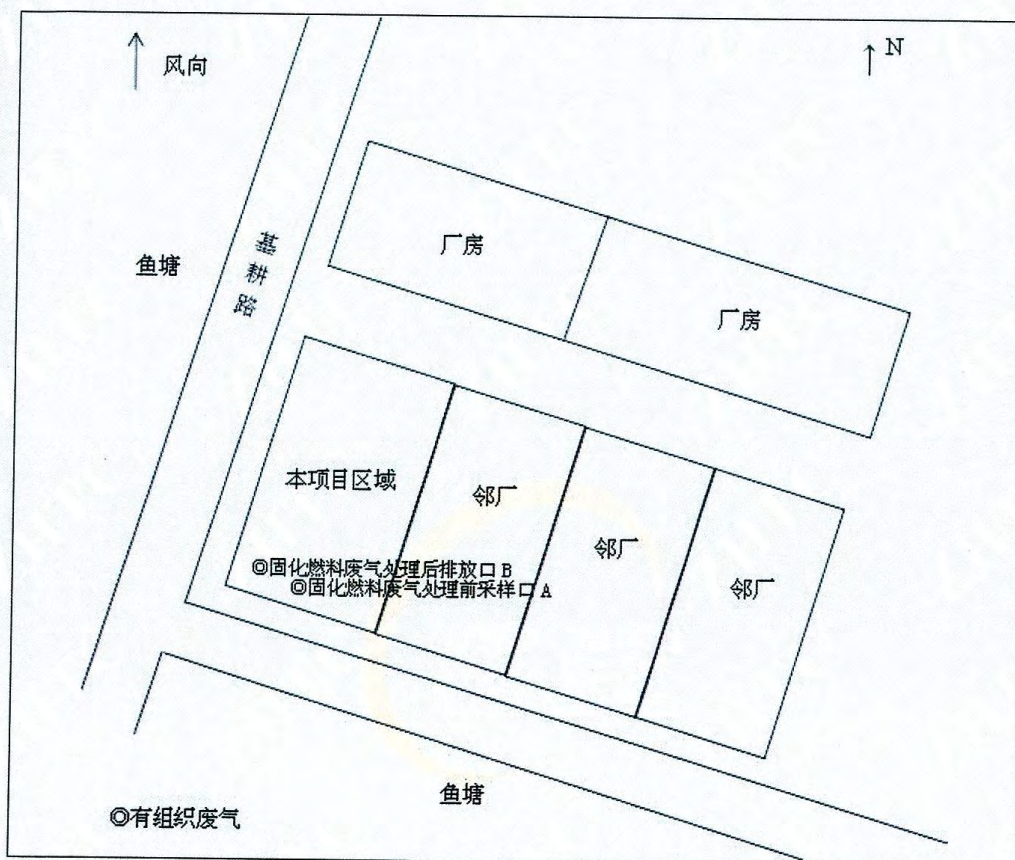 风向
N
鱼塘
基耕路
厂房
厂房
本项目区域
邻厂
邻厂
邻厂
◎固化燃料废气处理后排放口 B
◎固化燃料废气处理前采样口 A
鱼塘
◎有组织废气